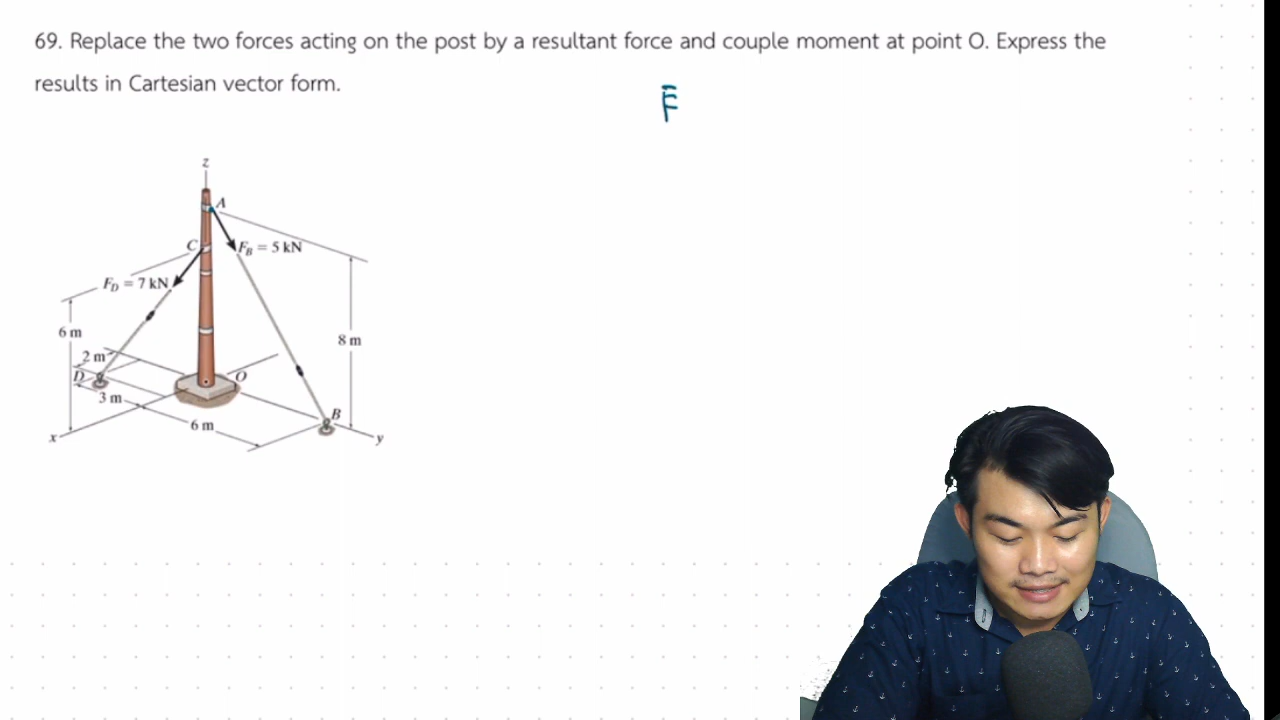 69. Replace the two forces acting on the post by a resultant force and couple moment at point O. Express the
results in Cartesian vector form.
F̄
z
A
C
F_B = 5 kN
F_D = 7 kN
6 m
8 m
2 m
D
O
3 m
B
6 m
x
y